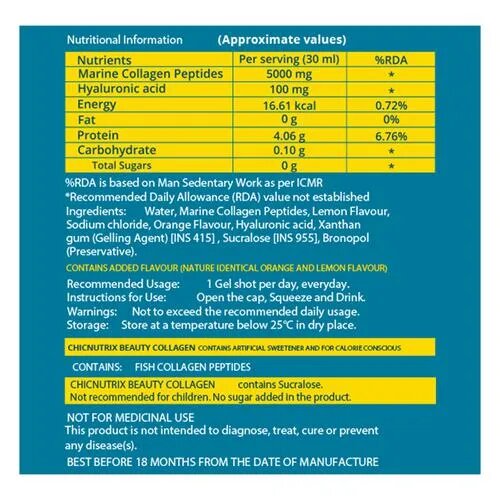 Nutritional Information (Approximate values)
Nutrients Per serving (30 ml) %RDA
Marine Collagen Peptides 5000 mg *
Hyaluronic acid 100 mg *
Energy 16.61 kcal 0.72%
Fat 0 g 0%
Protein 4.06 g 6.76%
Carbohydrate 0.10 g *
Total Sugars 0 g *
%RDA is based on Man Sedentary Work as per ICMR
*Recommended Daily Allowance (RDA) value not established
Ingredients: Water, Marine Collagen Peptides, Lemon Flavour,
Sodium chloride, Orange Flavour, Hyaluronic acid, Xanthan
gum (Gelling Agent) [INS 415] , Sucralose [INS 955], Bronopol
(Preservative).
CONTAINS ADDED FLAVOUR (NATURE IDENTICAL ORANGE AND LEMON FLAVOUR)
Recommended Usage: 1 Gel shot per day, everyday.
Instructions for Use: Open the cap, Squeeze and Drink.
Warnings: Not to exceed the recommended daily usage.
Storage: Store at a temperature below 25°C in dry place.
CHICNUTRIX BEAUTY COLLAGEN CONTAINS ARTIFICIAL SWEETENER AND FOR CALORIE CONSCIOUS
CONTAINS: FISH COLLAGEN PEPTIDES
CHICNUTRIX BEAUTY COLLAGEN contains Sucralose.
Not recommended for children. No sugar added in the product.
NOT FOR MEDICINAL USE
This product is not intended to diagnose, treat, cure or prevent
any disease(s).
BEST BEFORE 18 MONTHS FROM THE DATE OF MANUFACTURE